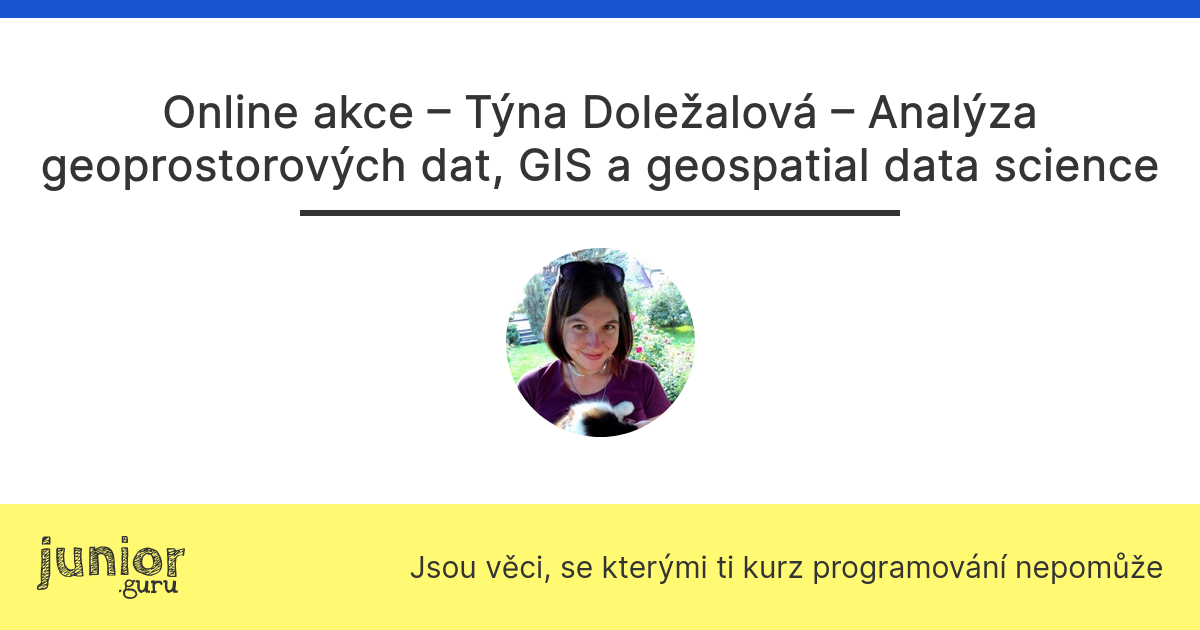 Online akce – Týna Doležalová – Analýza
geoprostorových dat, GIS a geospatial data science
junior
.guru
Jsou věci, se kterými ti kurz programování nepomůže